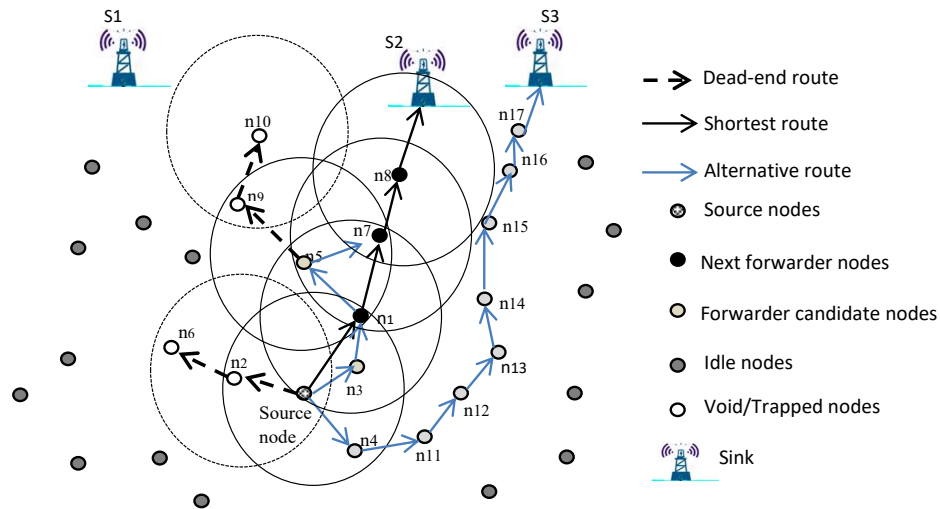 S1
S2
S3
n10
n17
n16
n8
n9
n7
n15
n5
n14
n1
n6
n2
n3
n13
n12
Source
node
n4
n11
Dead-end route
Shortest route
Alternative route
Source nodes
Next forwarder nodes
Forwarder candidate nodes
Idle nodes
Void/Trapped nodes
Sink